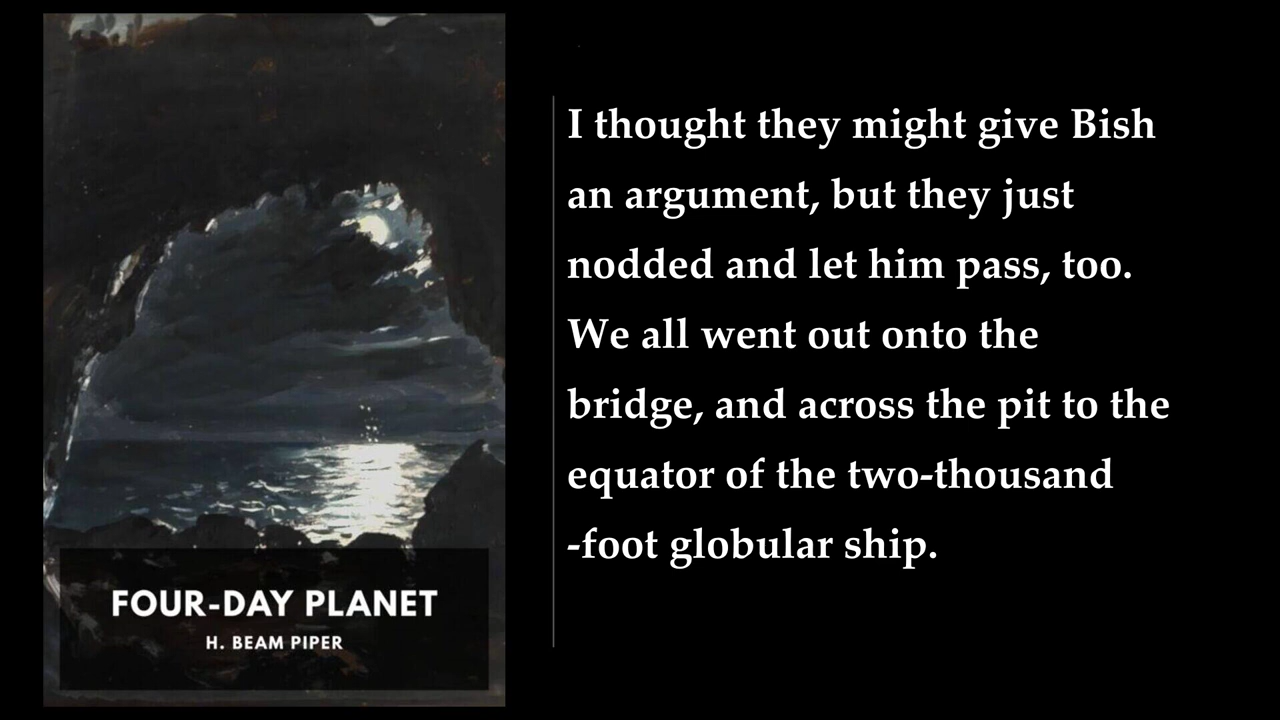 FOUR-DAY PLANET
H. BEAM PIPER
I thought they might give Bish
an argument, but they just
nodded and let him pass, too.
We all went out onto the
bridge, and across the pit to the
equator of the two-thousand
-foot globular ship.